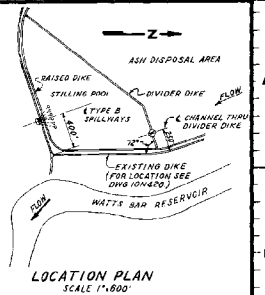 Z
ASH DISPOSAL AREA
RAISED DIKE
STILLING POOL
DIVIDER DIKE
FLOW
℄ TYPE B
SPILLWAYS
℄ CHANNEL THRU
DIVIDER DIKE
400'
250'
72°
EXISTING DIKE
(FOR LOCATION SEE
DWG 10N420.)
FLOW
WATTS BAR RESERVOIR
LOCATION PLAN
SCALE 1"=600'